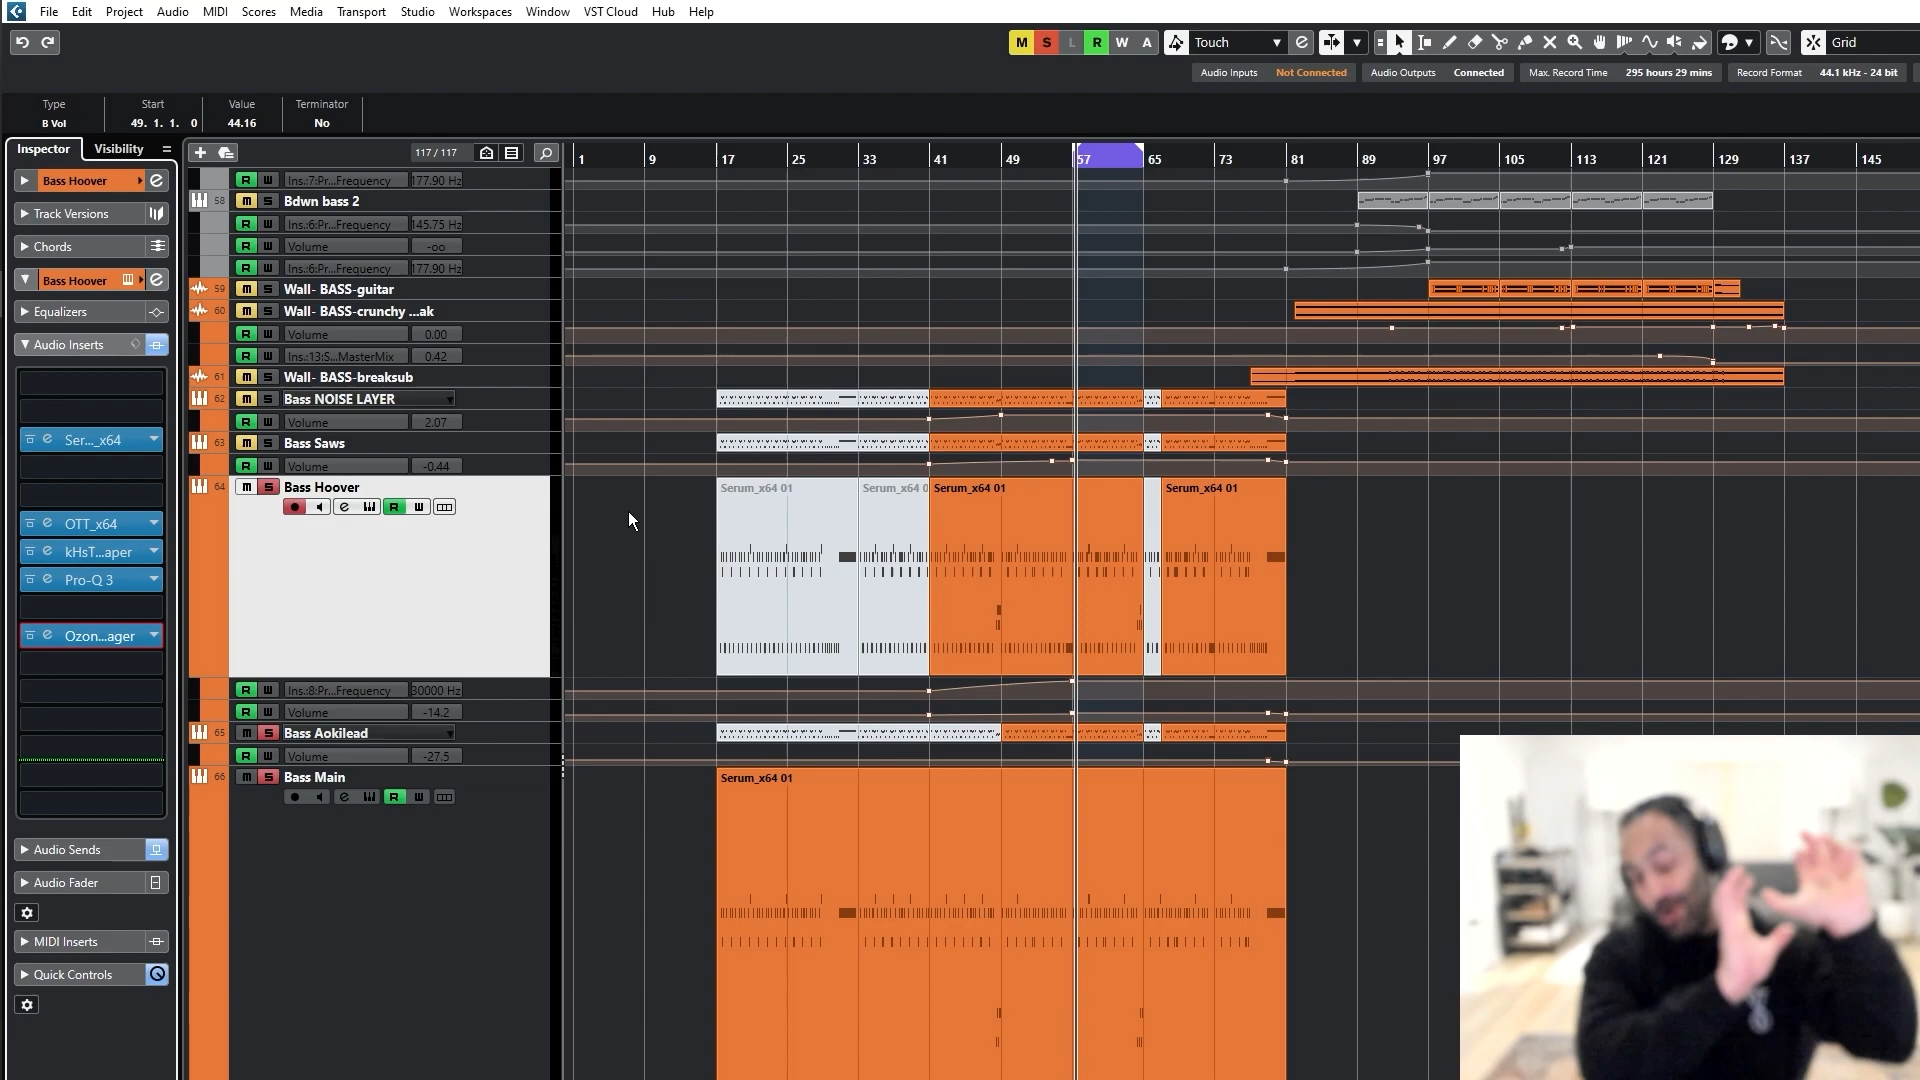 File Edit Project Audio MIDI Scores Media Transport Studio Workspaces Window VST Cloud Hub Help
M S L R W A Touch Grid
Audio Inputs Not Connected Audio Outputs Connected Max. Record Time 295 hours 29 mins Record Format 44.1 kHz - 24 bit
Type Start Value Terminator
B Vol 49. 1. 1. 0 44.16 No
Inspector Visibility
117 / 117
1 9 17 25 33 41 49 57 65 73 81 89 97 105 113 121 129 137 145
Bass Hoover
Track Versions
Chords
Bass Hoover
Equalizers
Audio Inserts
Ser..._x64
OTT_x64
kHsT...aper
Pro-Q 3
Ozon...ager
Audio Sends
Audio Fader
MIDI Inserts
Quick Controls
R W Ins.:7:Pr...Frequency 177.90 Hz
58 m S Bdwn bass 2
R W Ins.:6:Pr...Frequency 145.75 Hz
R W Volume -oo
R W Ins.:6:Pr...Frequency 177.90 Hz
59 m S Wall- BASS-guitar
60 m S Wall- BASS-crunchy ...ak
R W Volume 0.00
R W Ins.:13:S...MasterMix 0.42
61 m S Wall- BASS-breaksub
62 m S Bass NOISE LAYER
R W Volume 2.07
63 m S Bass Saws
R W Volume -0.44
64 m S Bass Hoover
R W
Serum_x64 01 Serum_x64 0 Serum_x64 01 Serum_x64 01
R W Ins.:8:Pr...Frequency 30000 Hz
R W Volume -14.2
65 m S Bass Aokilead
R W Volume -27.5
66 m S Bass Main
R W
Serum_x64 01